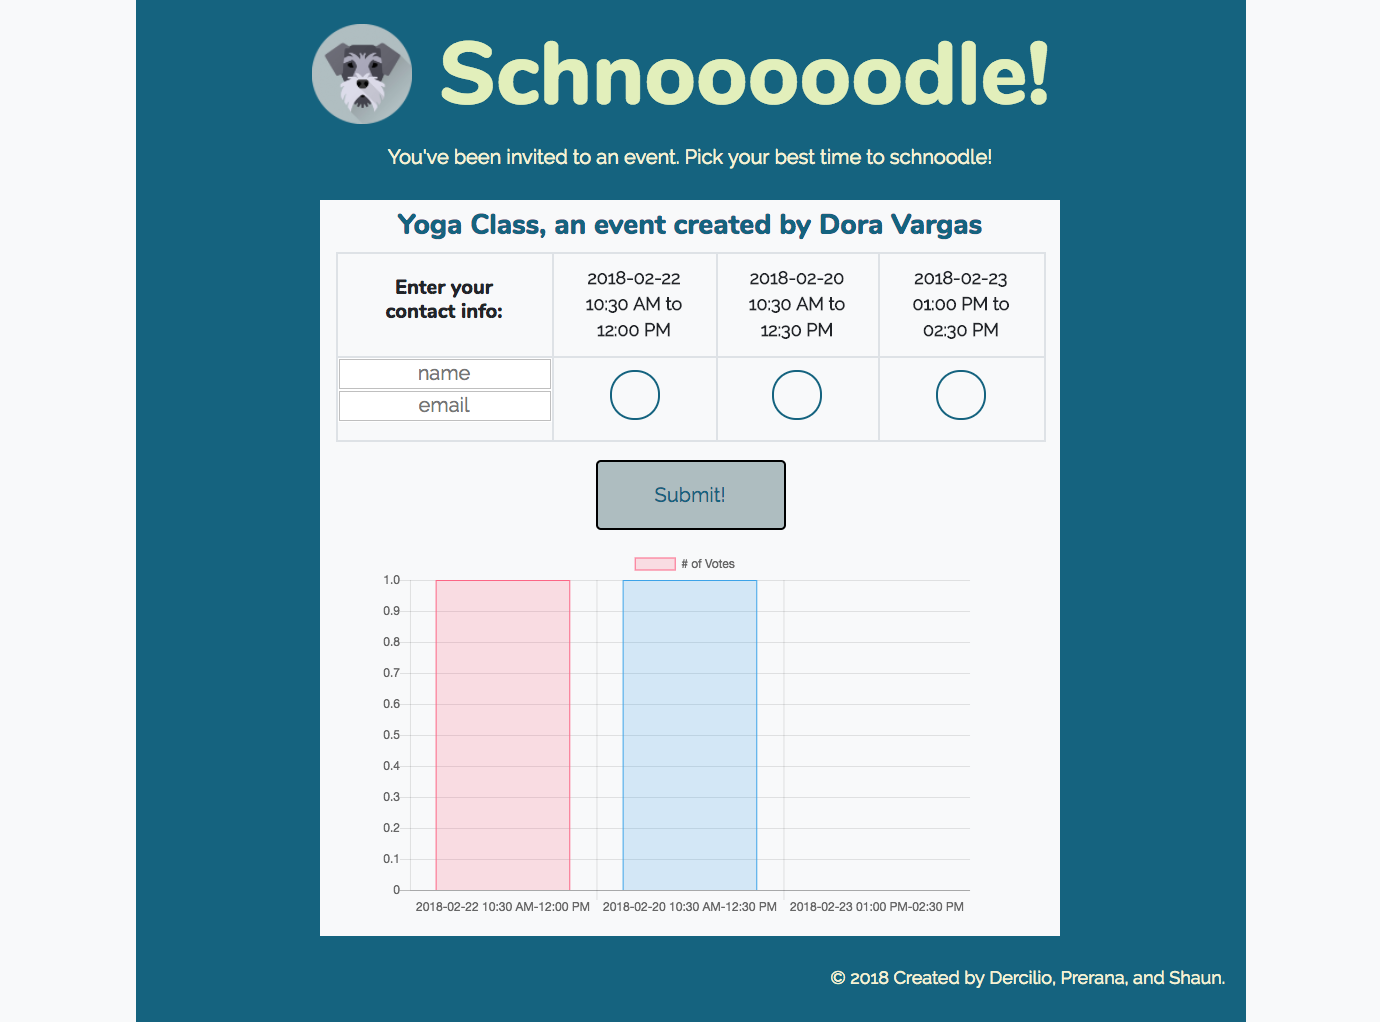 Schnoooooodle!
You've been invited to an event. Pick your best time to schnoodle!
Yoga Class, an event created by Dora Vargas
Enter your
contact info:
2018-02-22
10:30 AM to
12:00 PM
2018-02-20
10:30 AM to
12:30 PM
2018-02-23
01:00 PM to
02:30 PM
name
email
Submit!
# of Votes
1.0
0.9
0.8
0.7
0.6
0.5
0.4
0.3
0.2
0.1
0
2018-02-22 10:30 AM-12:00 PM
2018-02-20 10:30 AM-12:30 PM
2018-02-23 01:00 PM-02:30 PM
© 2018 Created by Dercilio, Prerana, and Shaun.